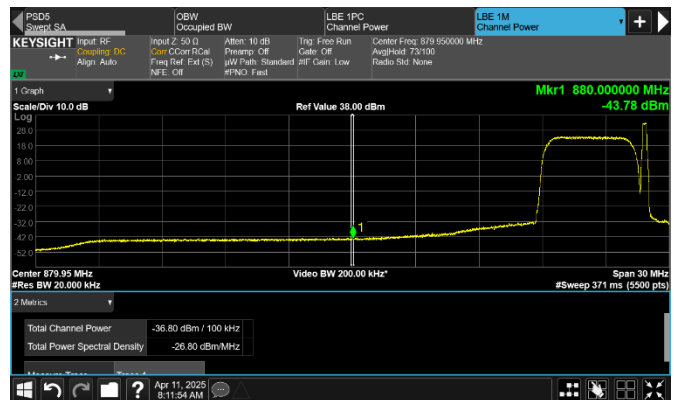 PSD5
Swept SA
OBW
Occupied BW
LBE 1PC
Channel Power
LBE 1M
Channel Power
KEYSIGHT
Input: RF
Coupling: DC
Align: Auto
Input Z: 50 Ω
Corr CCorr RCal
Freq Ref: Ext (S)
NFE: Off
Atten: 10 dB
Preamp: Off
µW Path: Standard
#PNO: Fast
Trig: Free Run
Gate: Off
#IF Gain: Low
Center Freq: 879.950000 MHz
Avg|Hold: 73/100
Radio Std: None
LXI
1 Graph
Mkr1 880.000000 MHz
-43.78 dBm
Scale/Div 10.0 dB
Ref Value 38.00 dBm
Log
28.0
18.0
8.00
-2.00
-12.0
-22.0
-32.0
-42.0
-52.0
1
Center 879.95 MHz
Video BW 200.00 kHz*
Span 30 MHz
#Res BW 20.000 kHz
#Sweep 371 ms (5500 pts)
2 Metrics
Total Channel Power -36.80 dBm / 100 kHz
Total Power Spectral Density -26.80 dBm/MHz
Measure Trace Trace 1
Apr 11, 2025
8:11:54 AM